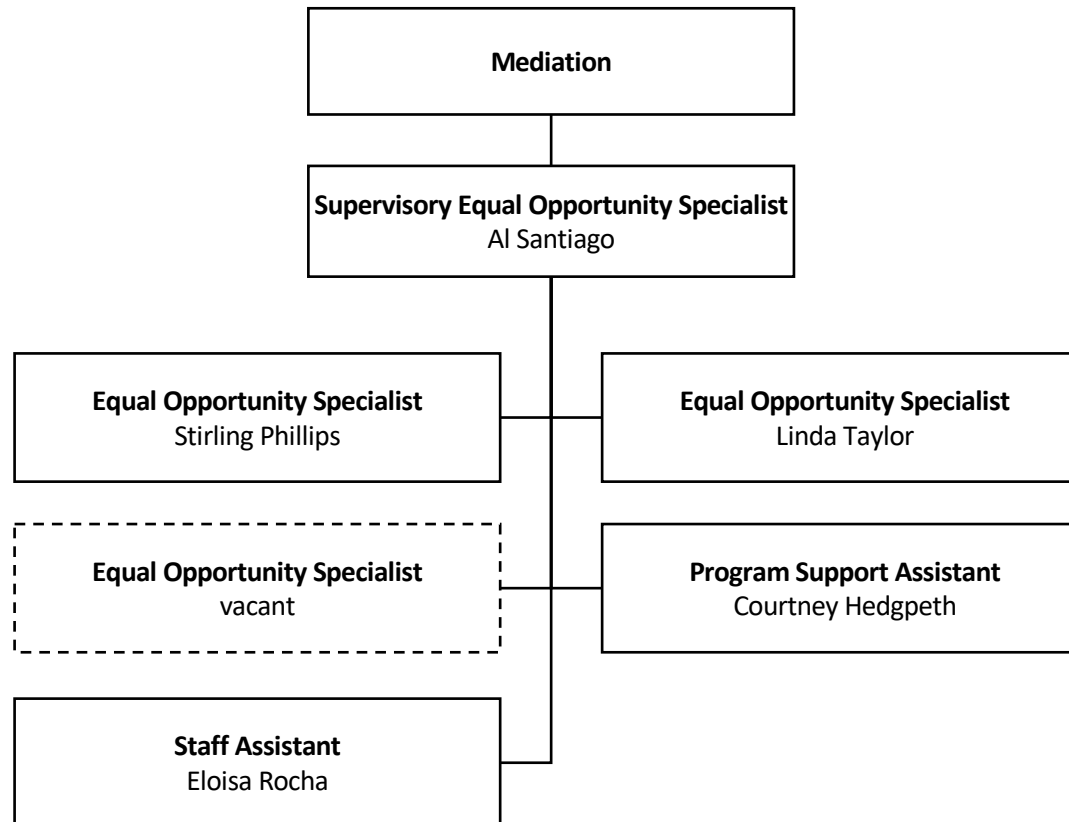 Mediation
Supervisory Equal Opportunity Specialist
Al Santiago
Equal Opportunity Specialist
Stirling Phillips
Equal Opportunity Specialist
Linda Taylor
Equal Opportunity Specialist
vacant
Program Support Assistant
Courtney Hedgpeth
Staff Assistant
Eloisa Rocha